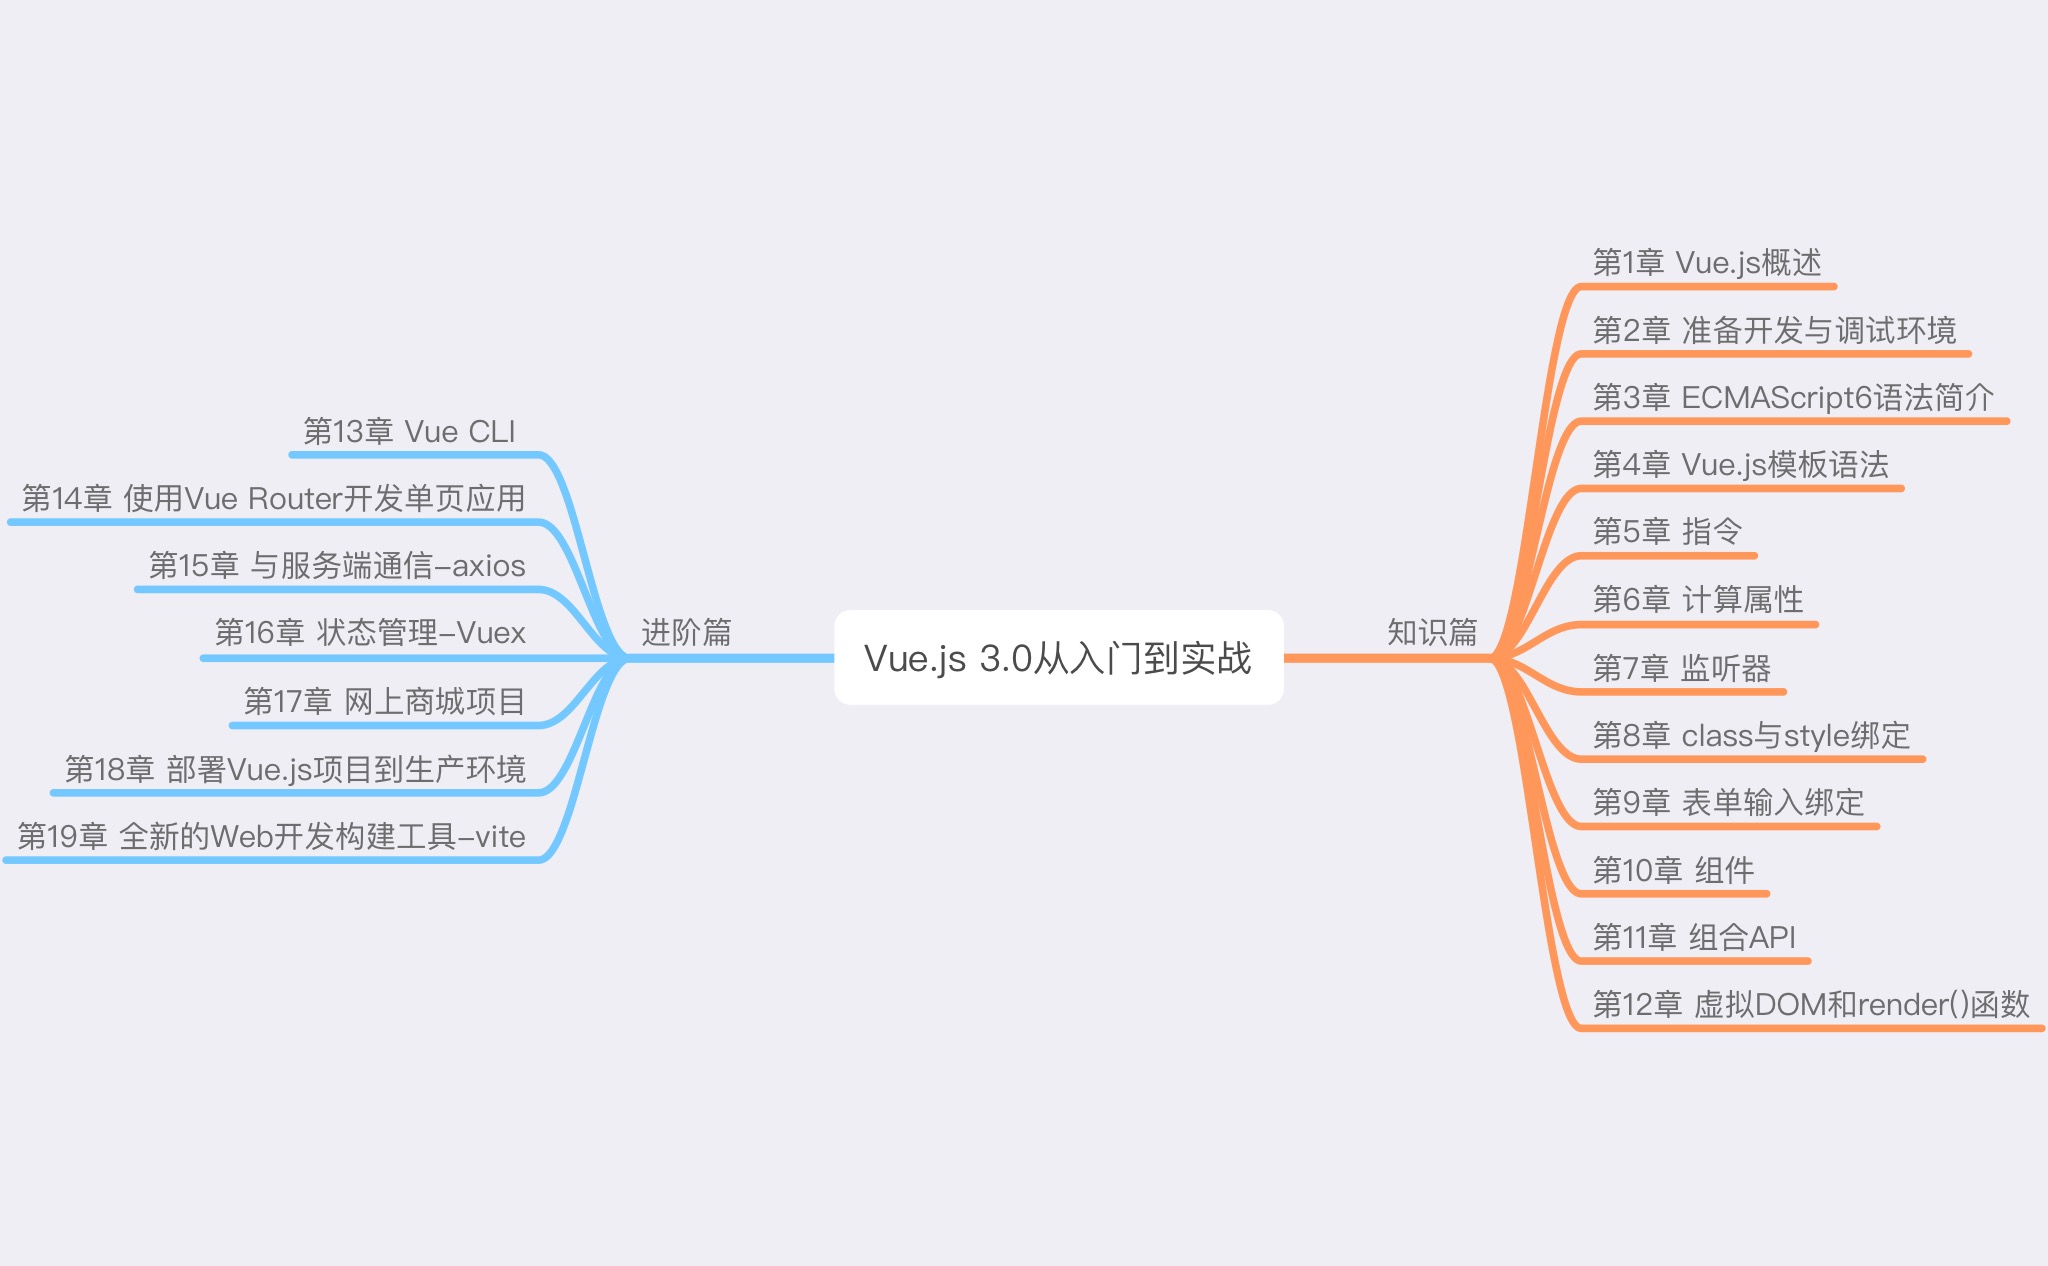 Vue.js 3.0从入门到实战
知识篇
第1章 Vue.js概述
第2章 准备开发与调试环境
第3章 ECMAScript6语法简介
第4章 Vue.js模板语法
第5章 指令
第6章 计算属性
第7章 监听器
第8章 class与style绑定
第9章 表单输入绑定
第10章 组件
第11章 组合API
第12章 虚拟DOM和render()函数
进阶篇
第13章 Vue CLI
第14章 使用Vue Router开发单页应用
第15章 与服务端通信-axios
第16章 状态管理-Vuex
第17章 网上商城项目
第18章 部署Vue.js项目到生产环境
第19章 全新的Web开发构建工具-vite